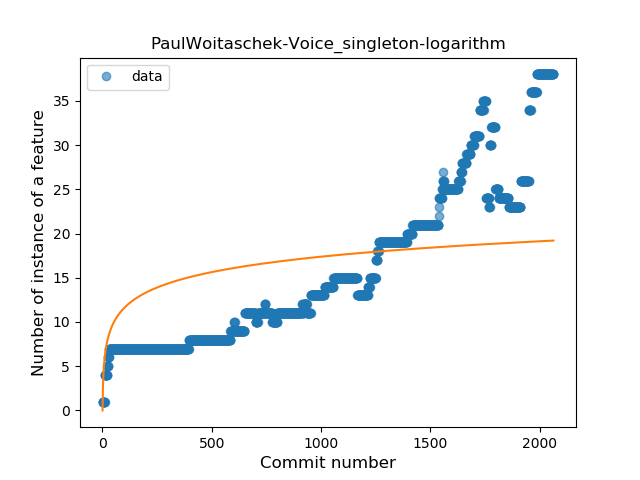 PaulWoitaschek-Voice_singleton-logarithm
data
Number of instance of a feature
35
30
25
20
15
10
5
0
0 500 1000 1500 2000
Commit number